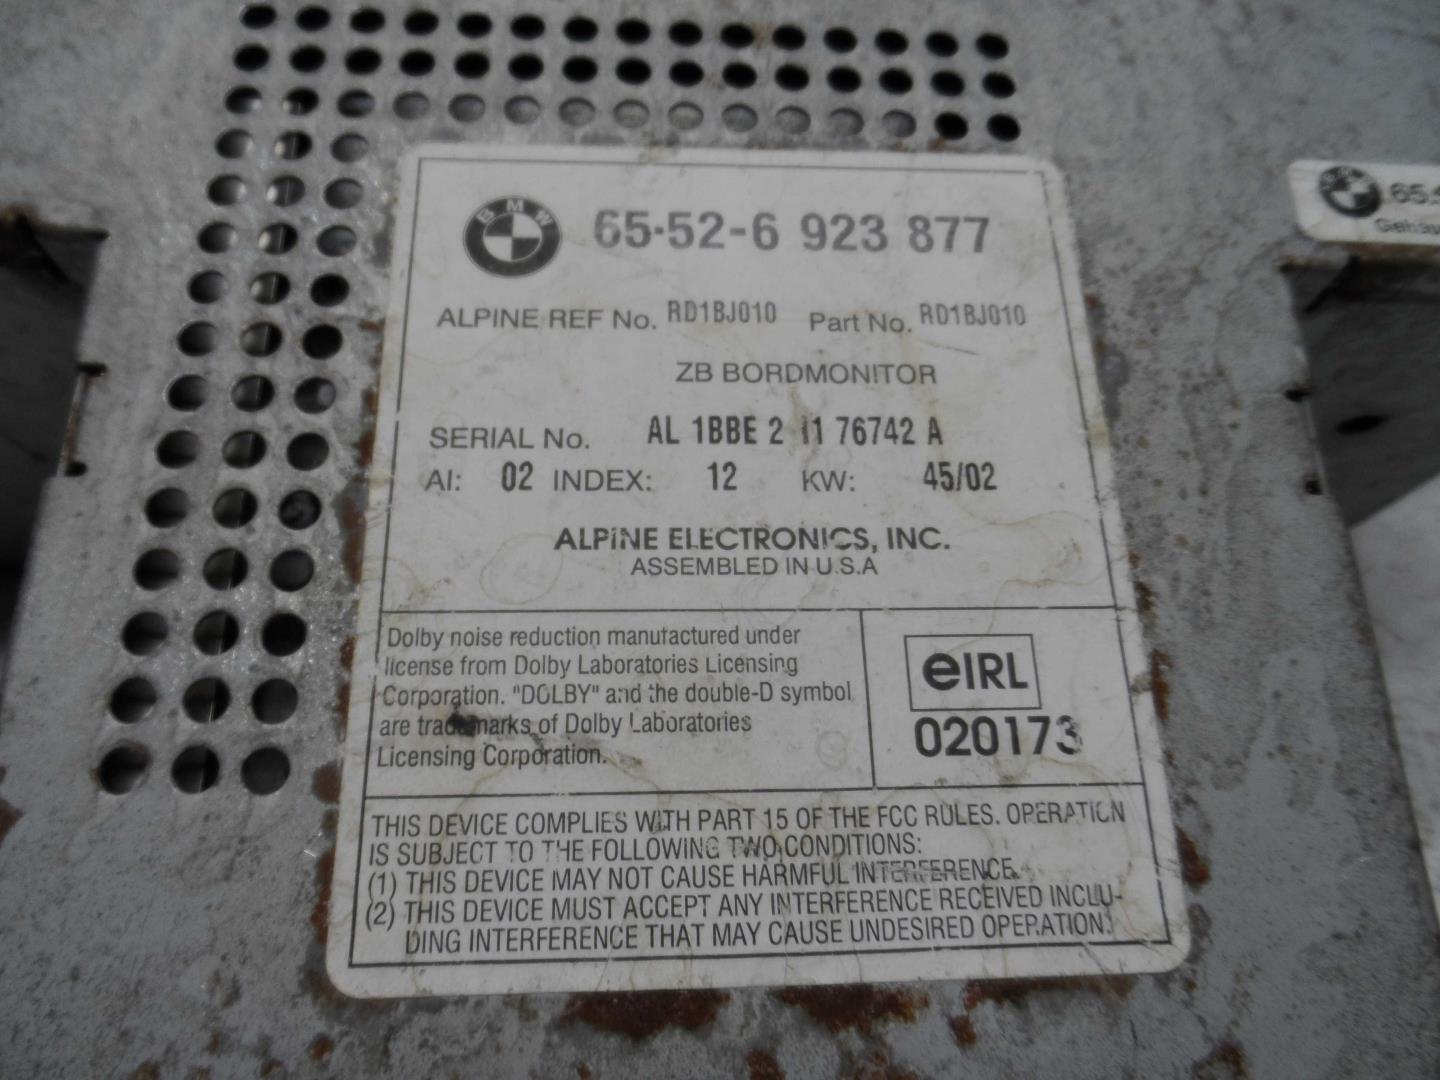 BMW 65·52-6 923 877
ALPINE REF No. RD1BJ010 Part No. RD1BJ010
ZB BORDMONITOR
SERIAL No. AL 1BBE 2 11 76742 A
AI: 02 INDEX: 12 KW: 45/02
ALPINE ELECTRONICS, INC.
ASSEMBLED IN U.S.A
Dolby noise reduction manufactured under
license from Dolby Laboratories Licensing
Corporation. "DOLBY" and the double-D symbol
are trademarks of Dolby Laboratories
Licensing Corporation.
eIRL
020173
THIS DEVICE COMPLIES WITH PART 15 OF THE FCC RULES. OPERATION
IS SUBJECT TO THE FOLLOWING TWO CONDITIONS:
(1) THIS DEVICE MAY NOT CAUSE HARMFUL INTERFERENCE.
(2) THIS DEVICE MUST ACCEPT ANY INTERFERENCE RECEIVED INCLU-
DING INTERFERENCE THAT MAY CAUSE UNDESIRED OPERATION.
BMW 65.